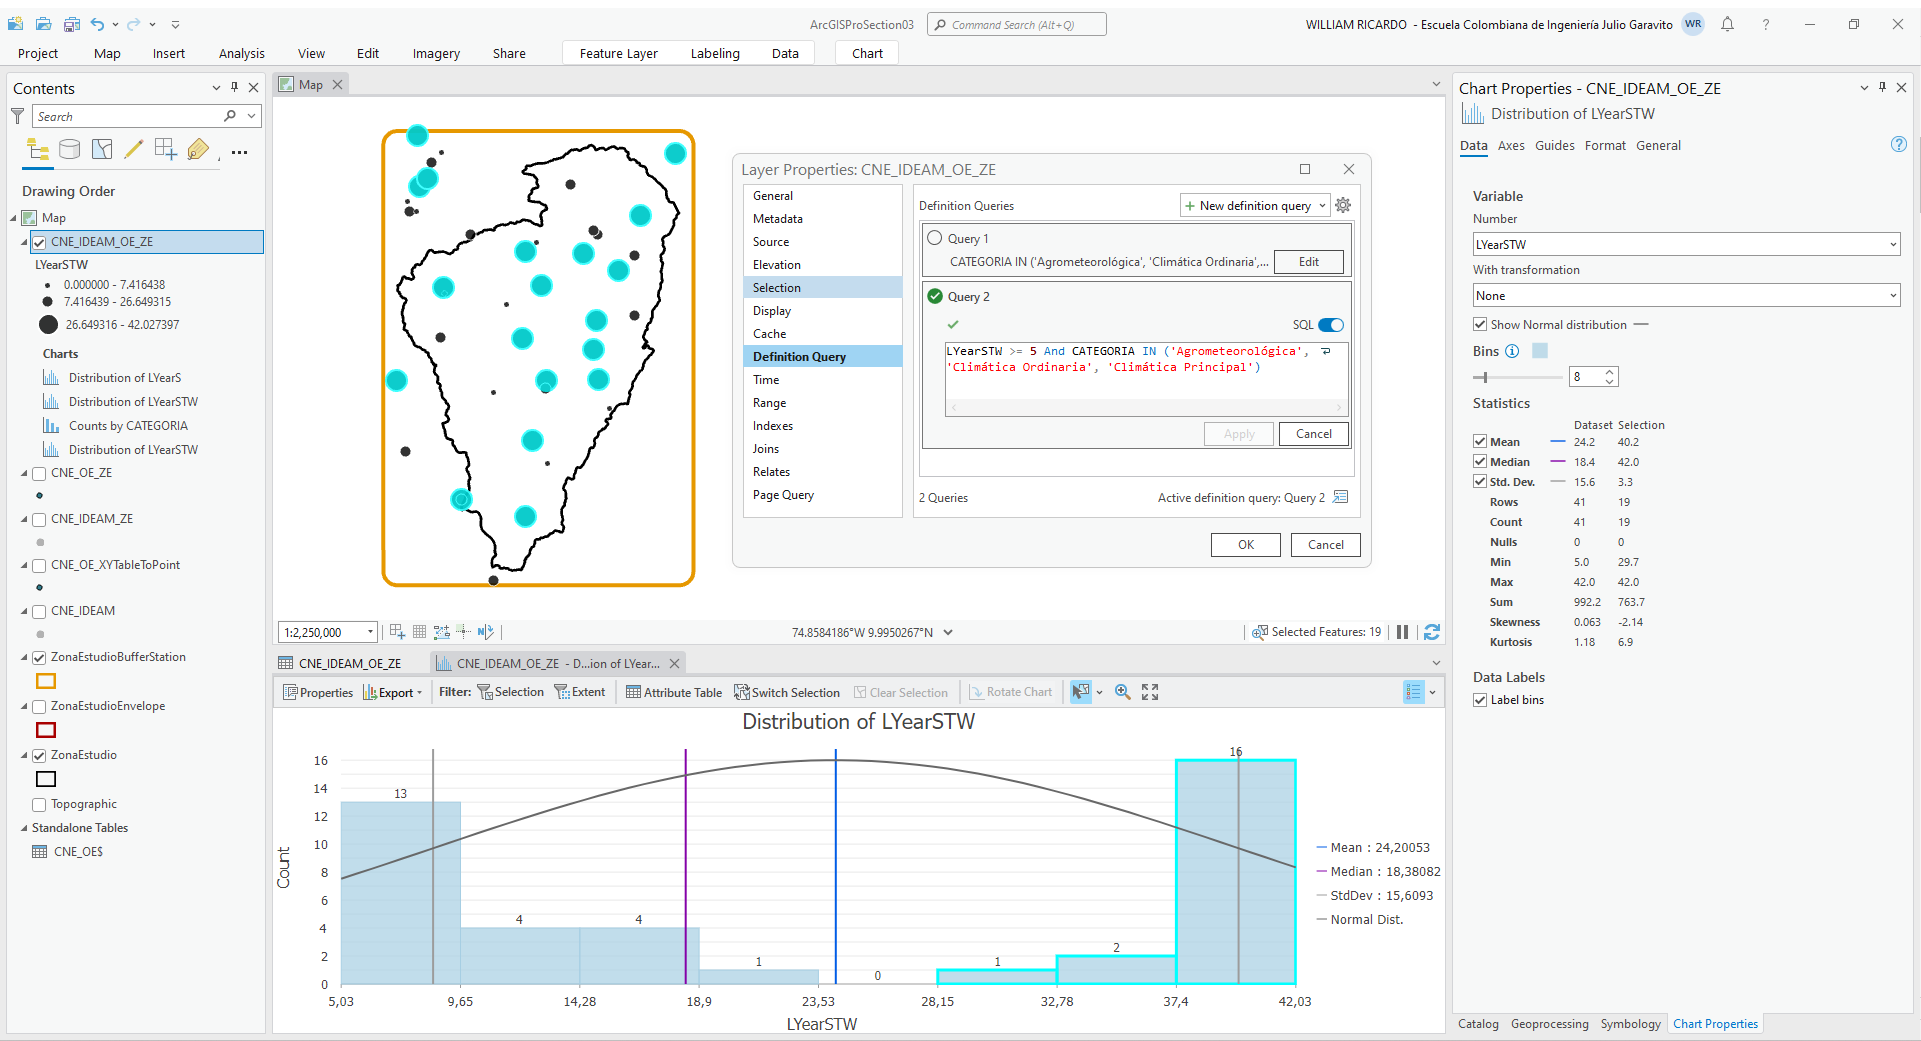 ArcGISProSection03
Command Search (Alt+Q)
WILLIAM RICARDO - Escuela Colombiana de Ingeniería Julio Garavito
WR
?
Project Map Insert Analysis View Edit Imagery Share Feature Layer Labeling Data Chart
Contents
Search
Drawing Order
Map
CNE_IDEAM_OE_ZE
LYearSTW
0.000000 - 7.416438
7.416439 - 26.649315
26.649316 - 42.027397
Charts
Distribution of LYearS
Distribution of LYearSTW
Counts by CATEGORIA
Distribution of LYearSTW
CNE_OE_ZE
CNE_IDEAM_ZE
CNE_OE_XYTableToPoint
CNE_IDEAM
ZonaEstudioBufferStation
ZonaEstudioEnvelope
ZonaEstudio
Topographic
Standalone Tables
CNE_OE$
Map
Layer Properties: CNE_IDEAM_OE_ZE
General
Metadata
Source
Elevation
Selection
Display
Cache
Definition Query
Time
Range
Indexes
Joins
Relates
Page Query
Definition Queries
New definition query
Query 1
CATEGORIA IN ('Agrometeorológica', 'Climática Ordinaria',...
Edit
Query 2
SQL
LYearSTW >= 5 And CATEGORIA IN ('Agrometeorológica',
'Climática Ordinaria', 'Climática Principal')
Apply Cancel
2 Queries
Active definition query: Query 2
OK Cancel
1:2,250,000
74.8584186°W 9.9950267°N
Selected Features: 19
CNE_IDEAM_OE_ZE
CNE_IDEAM_OE_ZE - D...ion of LYear...
Properties Export Filter: Selection Extent Attribute Table Switch Selection Clear Selection Rotate Chart
Distribution of LYearSTW
Count
16
14
12
10
8
6
4
2
0
13
4
4
1
0
1
2
16
5,03 9,65 14,28 18,9 23,53 28,15 32,78 37,4 42,03
LYearSTW
Mean : 24,20053
Median : 18,38082
StdDev : 15,6093
Normal Dist.
Chart Properties - CNE_IDEAM_OE_ZE
Distribution of LYearSTW
Data Axes Guides Format General
?
Variable
Number
LYearSTW
With transformation
None
Show Normal distribution
Bins
8
Statistics
Dataset Selection
Mean 24.2 40.2
Median 18.4 42.0
Std. Dev. 15.6 3.3
Rows 41 19
Count 41 19
Nulls 0 0
Min 5.0 29.7
Max 42.0 42.0
Sum 992.2 763.7
Skewness 0.063 -2.14
Kurtosis 1.18 6.9
Data Labels
Label bins
Catalog Geoprocessing Symbology Chart Properties